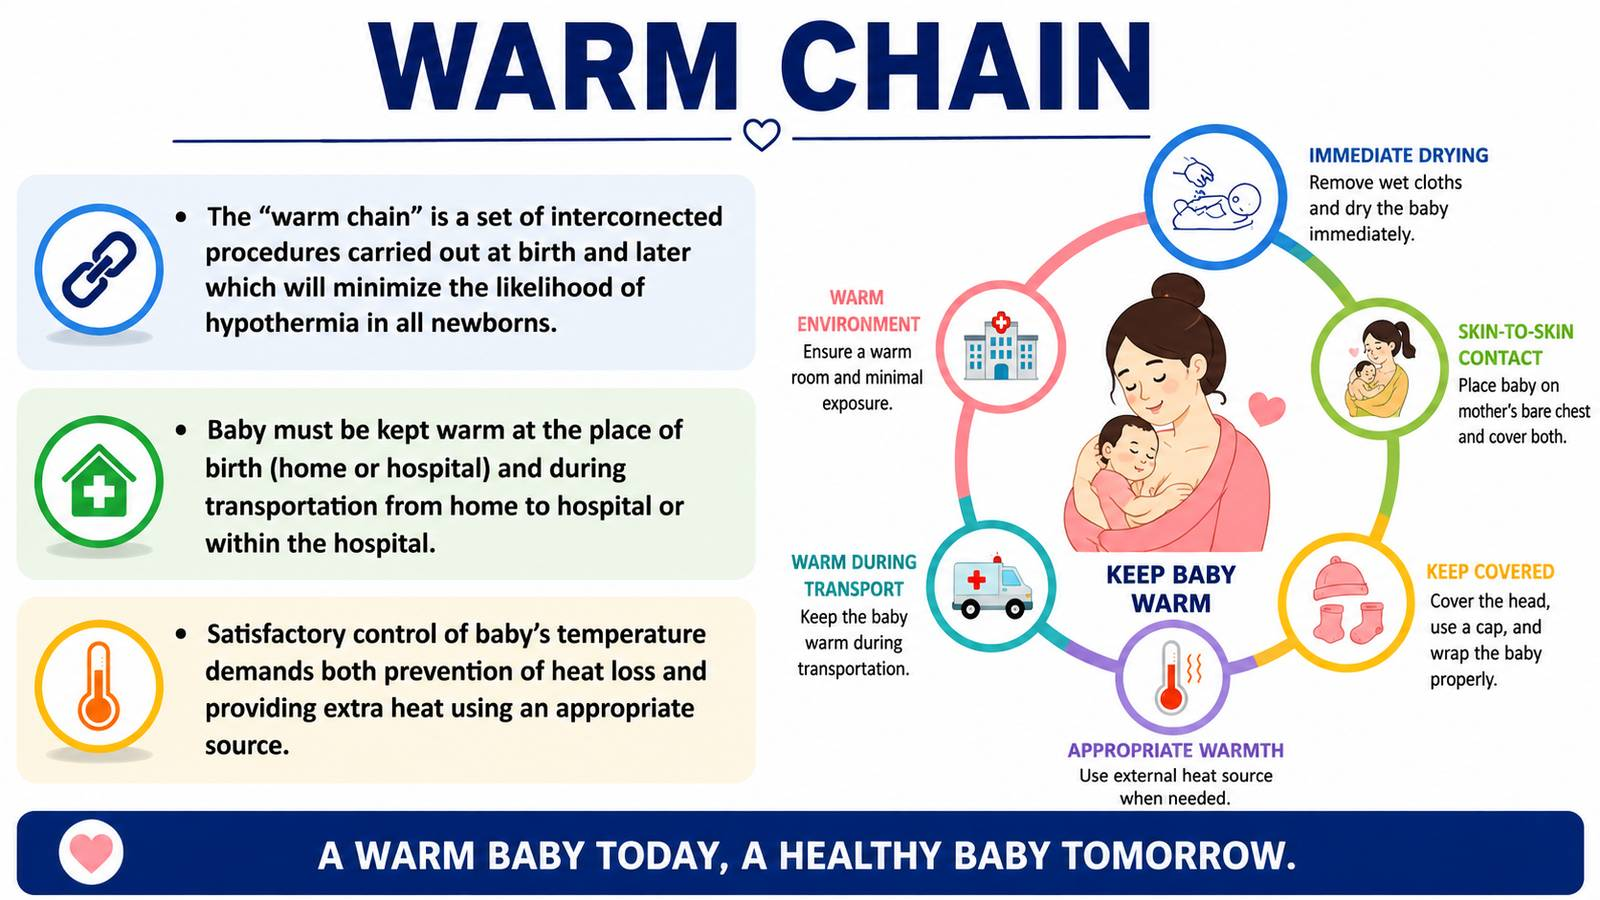 WARM CHAIN
• The “warm chain” is a set of interconnected
procedures carried out at birth and later
which will minimize the likelihood of
hypothermia in all newborns.
• Baby must be kept warm at the place of
birth (home or hospital) and during
transportation from home to hospital or
within the hospital.
• Satisfactory control of baby’s temperature
demands both prevention of heat loss and
providing extra heat using an appropriate
source.
IMMEDIATE DRYING
Remove wet cloths
and dry the baby
immediately.
SKIN-TO-SKIN
CONTACT
Place baby on
mother’s bare chest
and cover both.
KEEP COVERED
Cover the head,
use a cap, and
wrap the baby
properly.
APPROPRIATE WARMTH
Use external heat source
when needed.
WARM DURING
TRANSPORT
Keep the baby
warm during
transportation.
WARM
ENVIRONMENT
Ensure a warm
room and minimal
exposure.
KEEP BABY
WARM
A WARM BABY TODAY, A HEALTHY BABY TOMORROW.